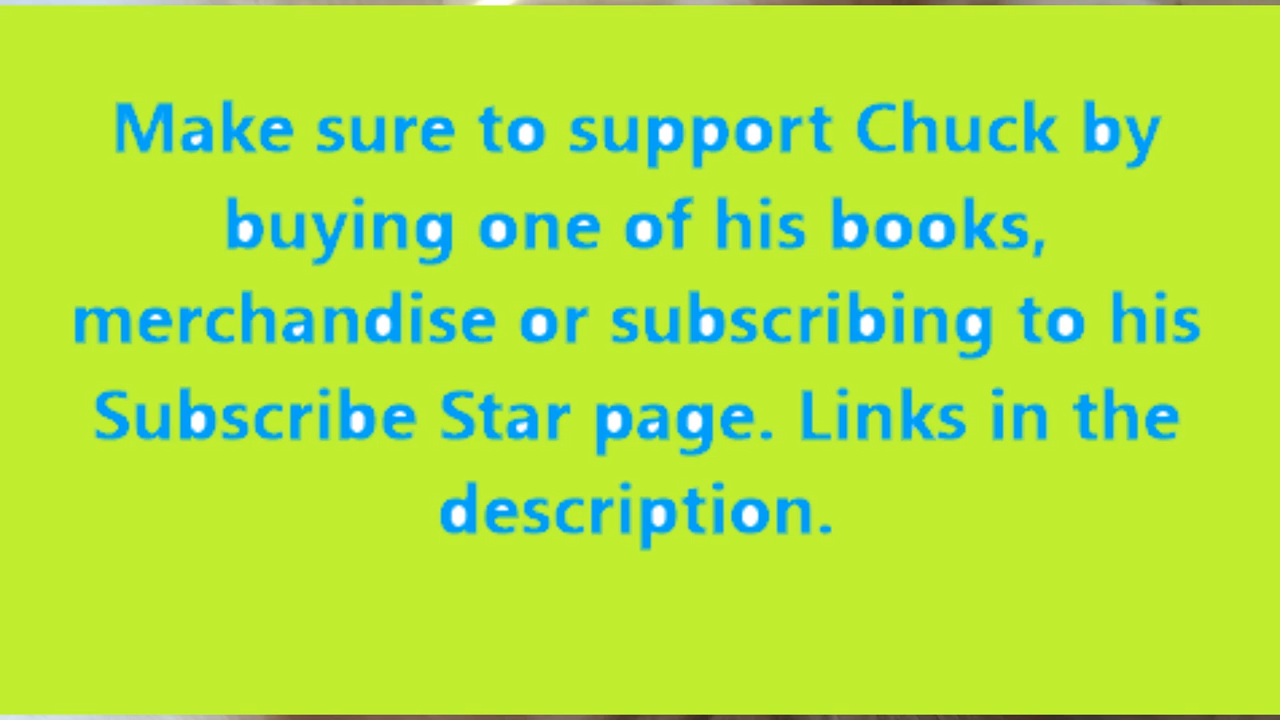 Make sure to support Chuck by
buying one of his books,
merchandise or subscribing to his
Subscribe Star page. Links in the
description.